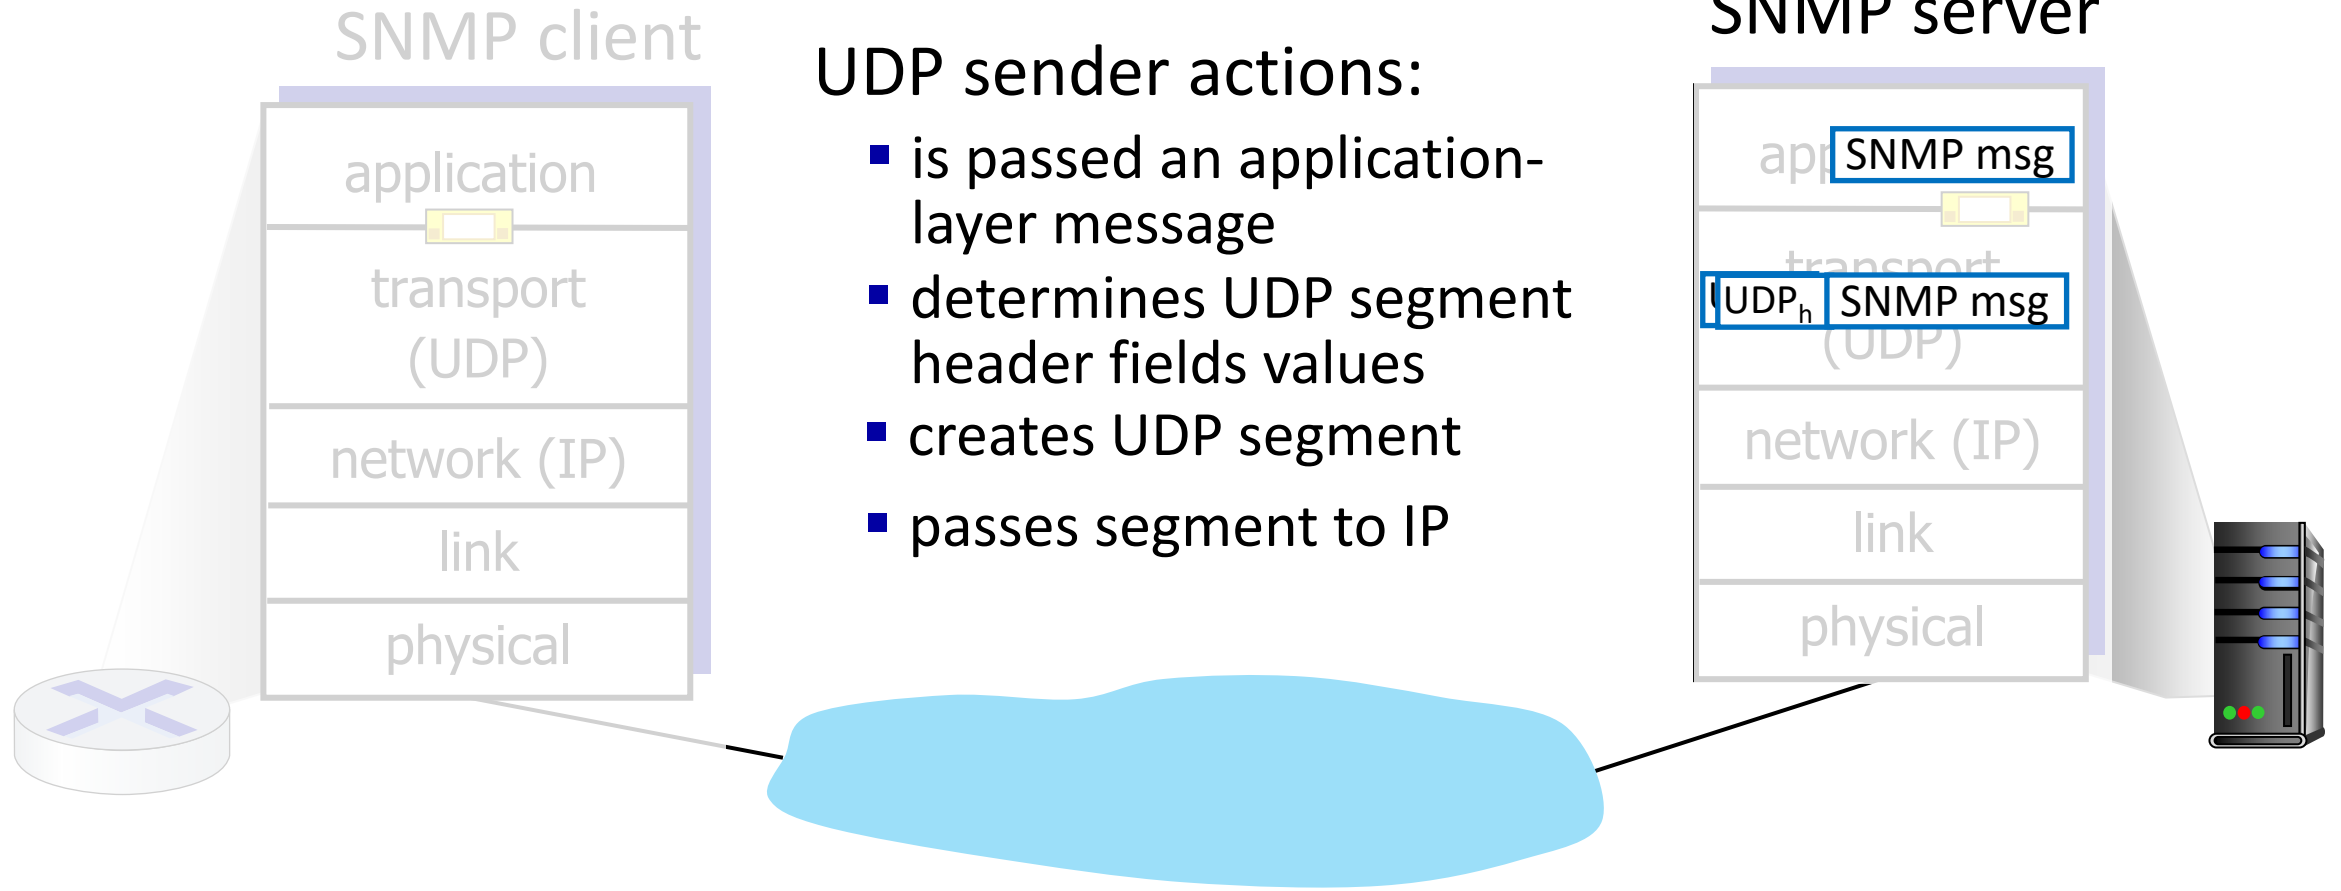 SNMP client
application
transport
(UDP)
network (IP)
link
physical
UDP sender actions:
▪ is passed an application-
layer message
▪ determines UDP segment
header fields values
▪ creates UDP segment
▪ passes segment to IP
SNMP server
SNMP msg
transport
UDPh SNMP msg
(UDP)
network (IP)
link
physical